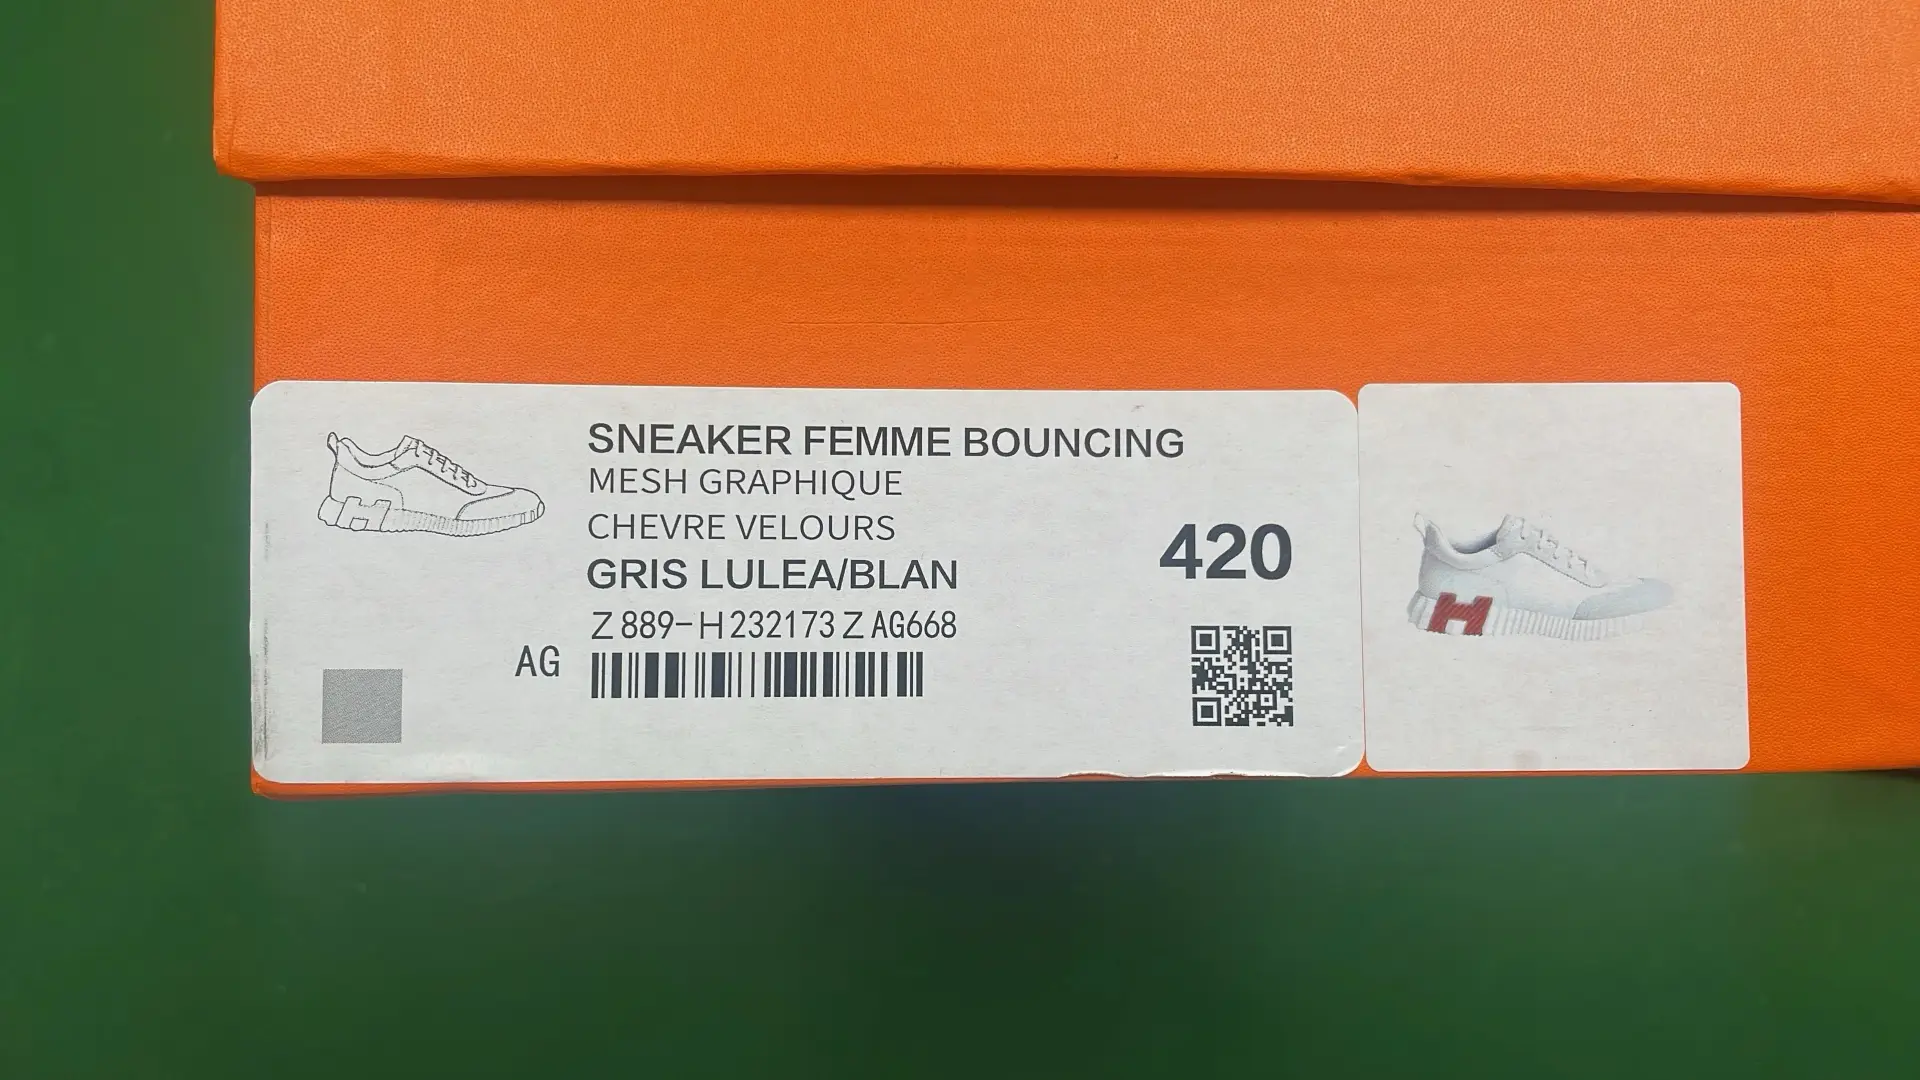 SNEAKER FEMME BOUNCING
MESH GRAPHIQUE
CHEVRE VELOURS
GRIS LULEA/BLAN
420
Z 889-H 232173 Z AG668
AG